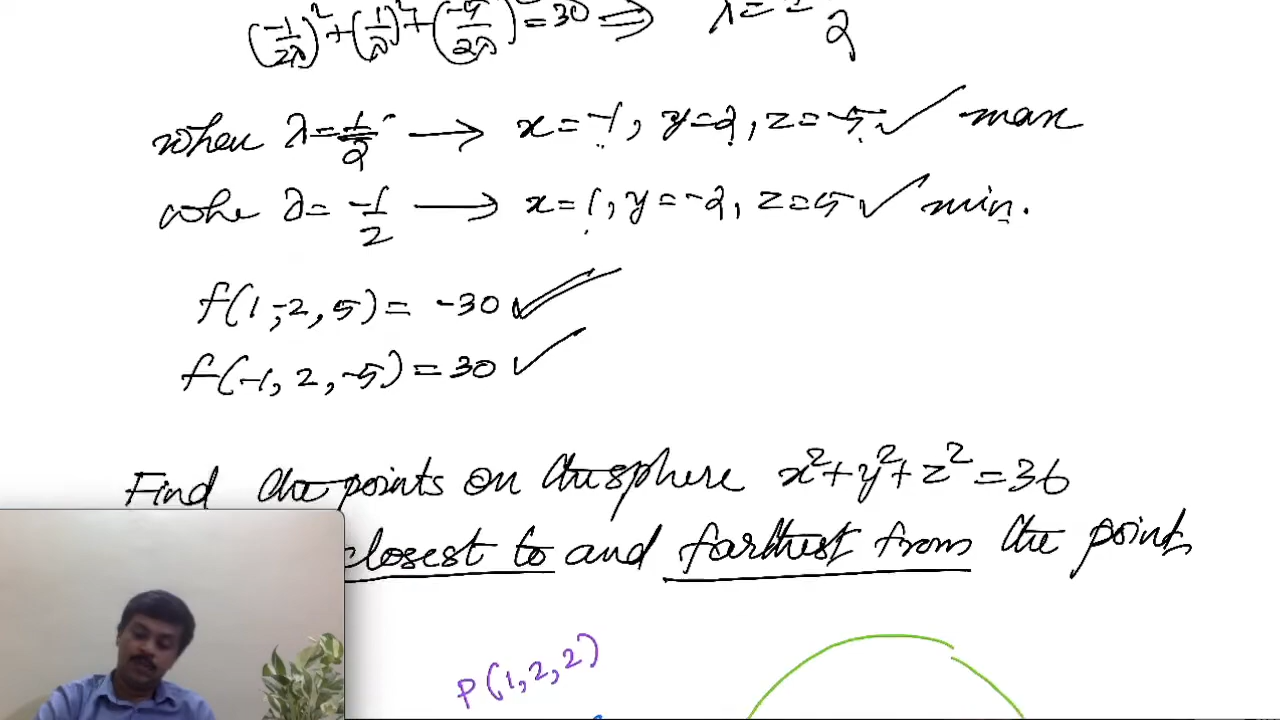 (-1/2λ)² + (1/λ)² + (-5/2λ)² = 30 ⟹ λ = ±1/2
when λ = 1/2 → x = -1, y = 2, z = -5 ✓ max
whe λ = -1/2 → x = 1, y = -2, z = 5 ✓ min.
f(1, -2, 5) = -30 ✓
f(-1, 2, -5) = 30 ✓
Find the points on the sphere x² + y² + z² = 36
closest to and farthest from the points
P(1, 2, 2)